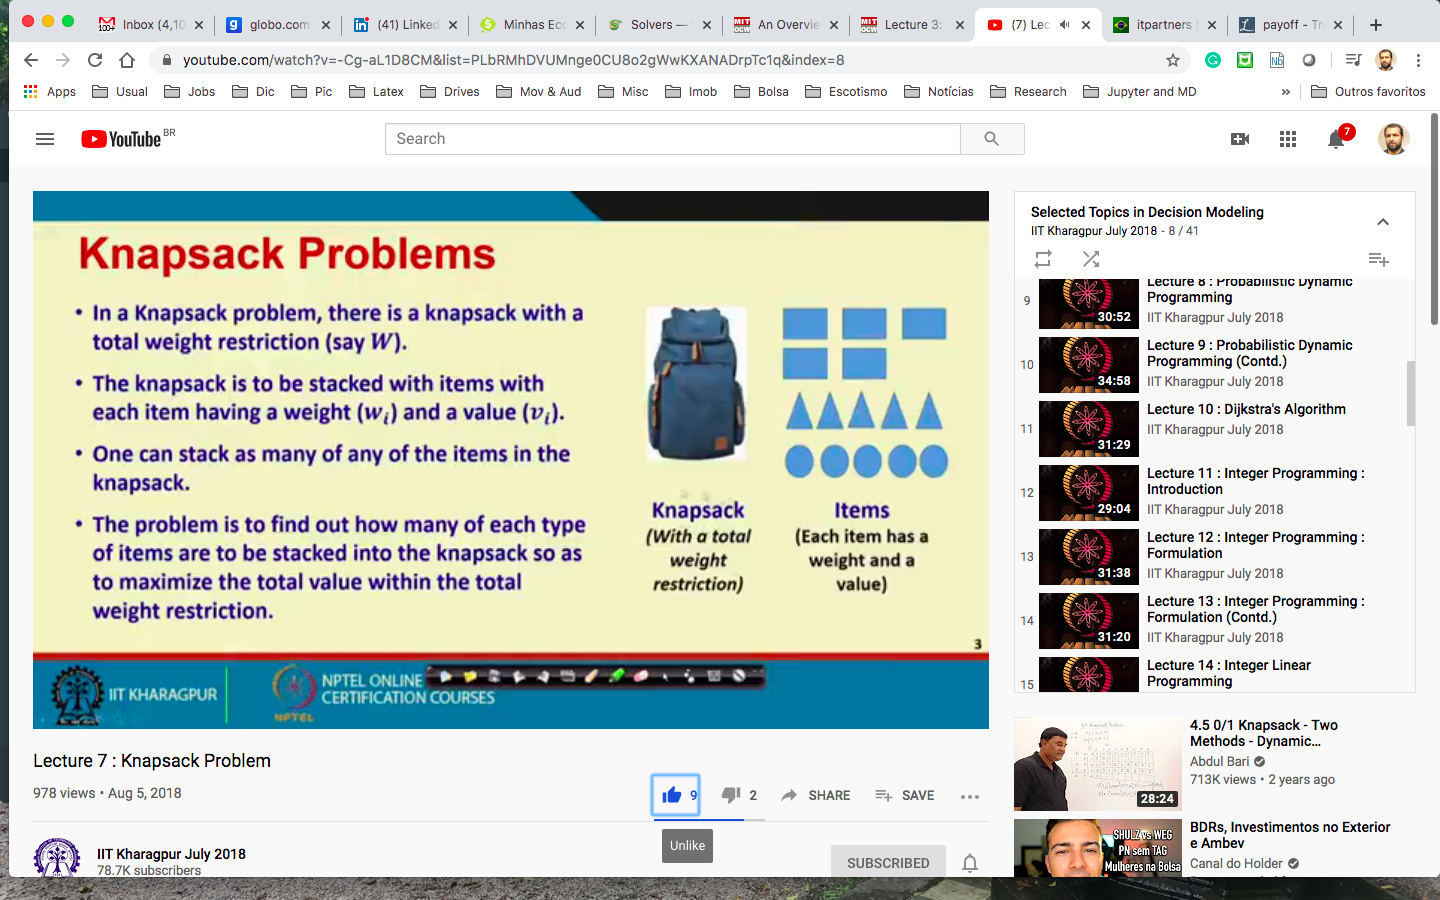 Inbox (4,10
globo.com
(41) Linked
Minhas Eco
Solvers —
An Overvie
Lecture 3:
(7) Lec
itpartners
payoff - Tra
youtube.com/watch?v=-Cg-aL1D8CM&list=PLbRMhDVUMnge0CU8o2gWwKXANADrpTc1q&index=8
Apps Usual Jobs Dic Pic Latex Drives Mov & Aud Misc Imob Bolsa Escotismo Notícias Research Jupyter and MD » Outros favoritos
YouTube BR
Search
7
Knapsack Problems
• In a Knapsack problem, there is a knapsack with a
total weight restriction (say W).
• The knapsack is to be stacked with items with
each item having a weight (wᵢ) and a value (vᵢ).
• One can stack as many of any of the items in the
knapsack.
• The problem is to find out how many of each type
of items are to be stacked into the knapsack so as
to maximize the total value within the total
weight restriction.
Knapsack
(With a total
weight
restriction)
Items
(Each item has a
weight and a
value)
3
IIT KHARAGPUR
NPTEL
NPTEL ONLINE
CERTIFICATION COURSES
Lecture 7 : Knapsack Problem
978 views • Aug 5, 2018
9
2
SHARE
SAVE
Unlike
IIT Kharagpur July 2018
78.7K subscribers
SUBSCRIBED
Selected Topics in Decision Modeling
IIT Kharagpur July 2018 - 8 / 41
9
30:52
Lecture 8 : Probabilistic Dynamic
Programming
IIT Kharagpur July 2018
10
34:58
Lecture 9 : Probabilistic Dynamic
Programming (Contd.)
IIT Kharagpur July 2018
11
31:29
Lecture 10 : Dijkstra's Algorithm
IIT Kharagpur July 2018
12
29:04
Lecture 11 : Integer Programming :
Introduction
IIT Kharagpur July 2018
13
31:38
Lecture 12 : Integer Programming :
Formulation
IIT Kharagpur July 2018
14
31:20
Lecture 13 : Integer Programming :
Formulation (Contd.)
IIT Kharagpur July 2018
15
Lecture 14 : Integer Linear
Programming
28:24
4.5 0/1 Knapsack - Two
Methods - Dynamic...
Abdul Bari
713K views • 2 years ago
SHULZ vs WEG
PN sem TAG
Mulheres na Bolsa
BDRs, Investimentos no Exterior
e Ambev
Canal do Holder